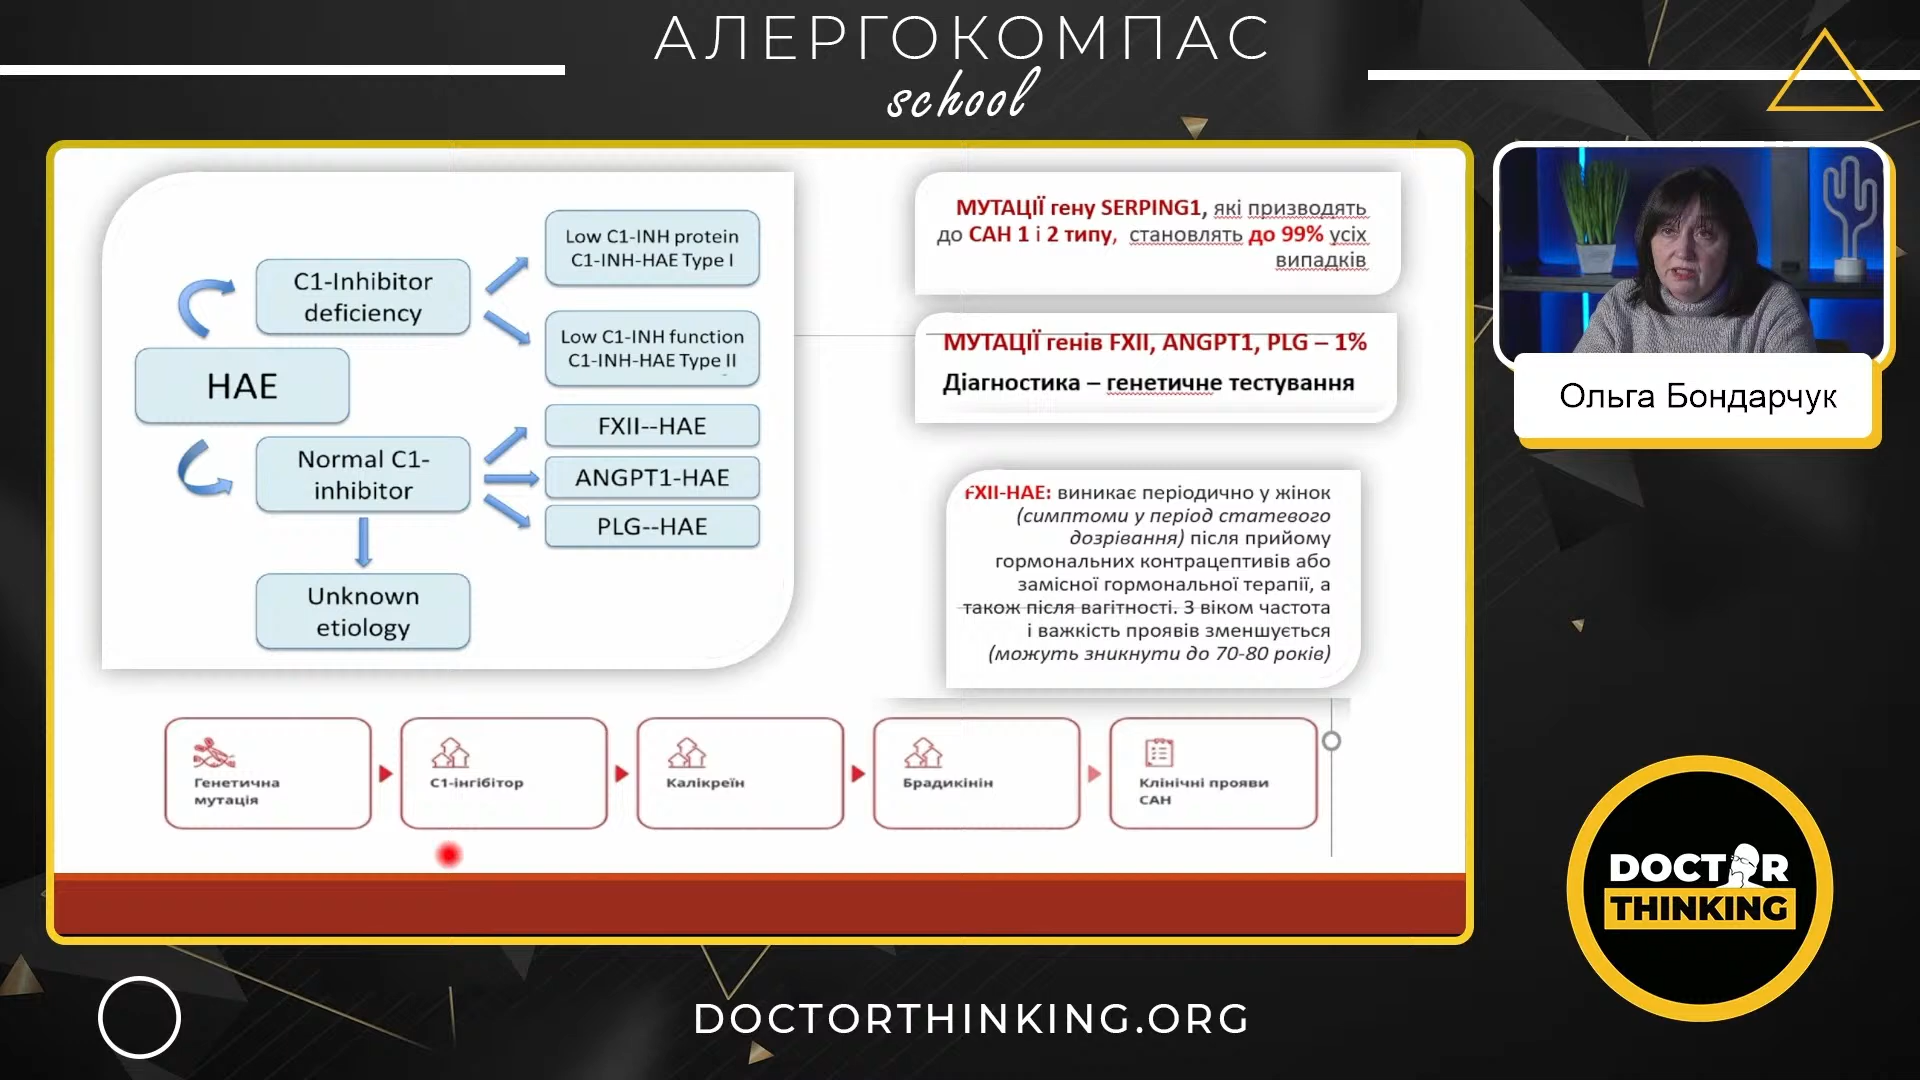 АЛЕРГОКОМПАС
school
HAE
C1-Inhibitor
deficiency
Low C1-INH protein
C1-INH-HAE Type I
Low C1-INH function
C1-INH-HAE Type II
Normal C1-
inhibitor
FXII--HAE
ANGPT1-HAE
PLG--HAE
Unknown
etiology
МУТАЦІЇ гену SERPING1, які призводять
до САН 1 і 2 типу, становлять до 99% усіх
випадків
МУТАЦІЇ генів FXII, ANGPT1, PLG – 1%
Діагностика – генетичне тестування
FXII-HAE: виникає періодично у жінок
(симптоми у період статевого
дозрівання) після прийому
гормональних контрацептивів або
замісної гормональної терапії, а
також після вагітності. З віком частота
і важкість проявів зменшується
(можуть зникнути до 70-80 років)
Генетична
мутація
С1-інгібітор
Калікреїн
Брадикінін
Клінічні прояви
САН
Ольга Бондарчук
DOCTOR
THINKING
DOCTORTHINKING.ORG